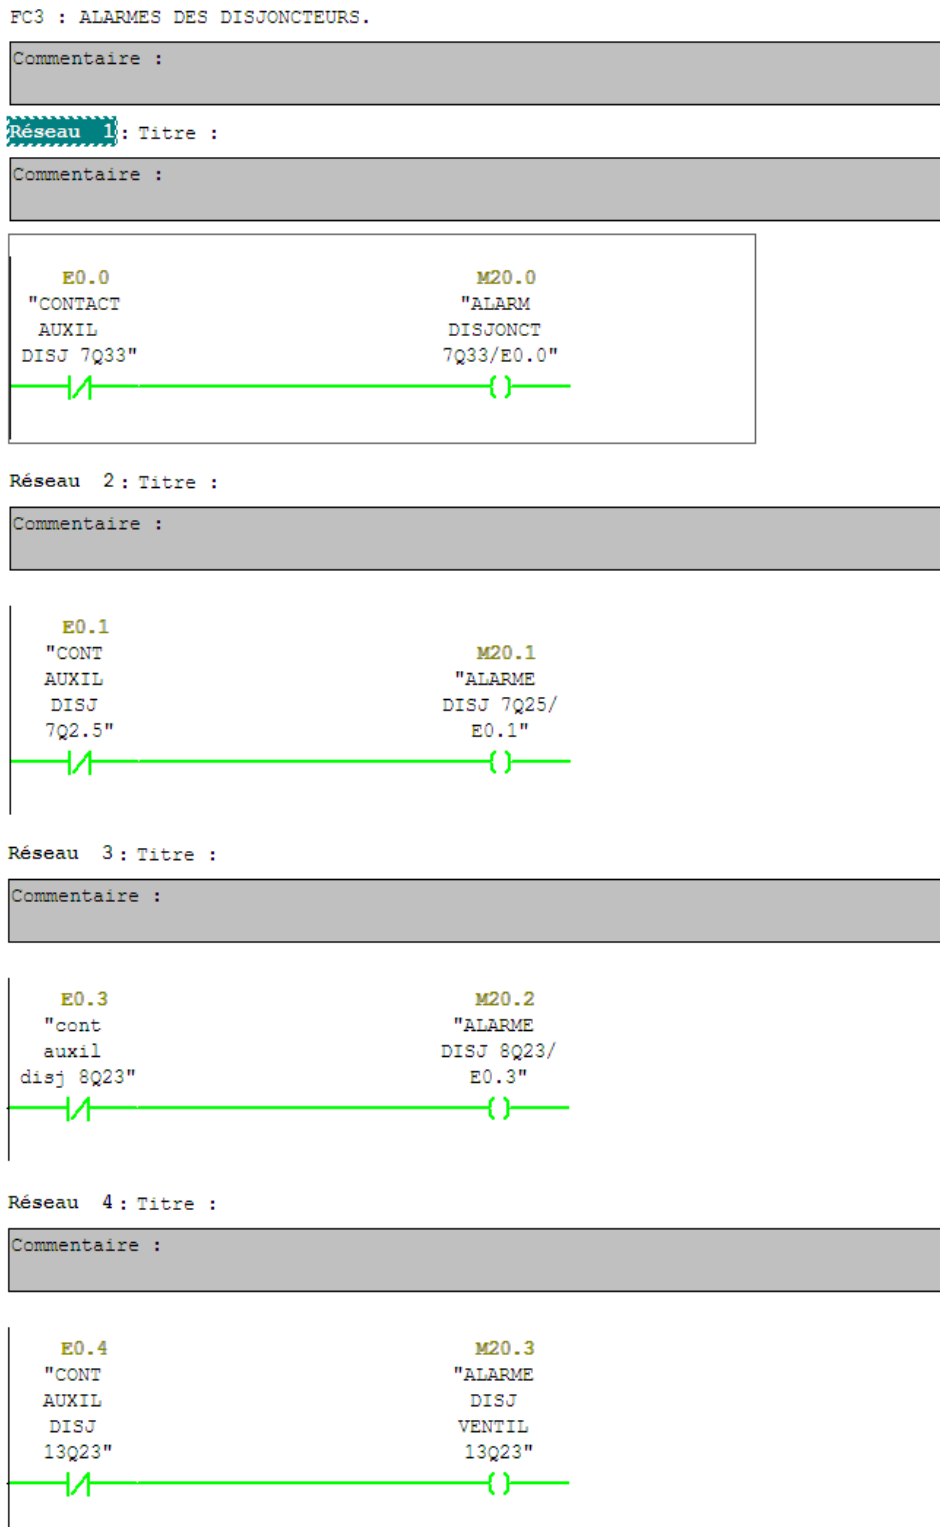 FC3 : ALARMES DES DISJONCTEURS.
Commentaire :
Réseau 1 : Titre :
Commentaire :
E0.0 M20.0
"CONTACT "ALARM
AUXIL DISJONCT
DISJ 7Q33" 7Q33/E0.0"
Réseau 2 : Titre :
Commentaire :
E0.1
"CONT M20.1
AUXIL "ALARME
DISJ DISJ 7Q25/
7Q2.5" E0.1"
Réseau 3 : Titre :
Commentaire :
E0.3 M20.2
"cont "ALARME
auxil DISJ 8Q23/
disj 8Q23" E0.3"
Réseau 4 : Titre :
Commentaire :
E0.4 M20.3
"CONT "ALARME
AUXIL DISJ
DISJ VENTIL
13Q23" 13Q23"